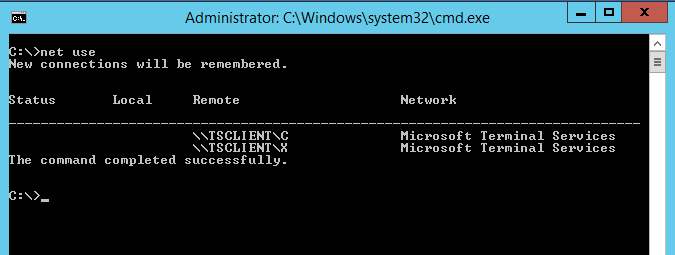 Administrator: C:\Windows\system32\cmd.exe
C:\>net use
New connections will be remembered.
Status Local Remote Network
\\TSCLIENT\C Microsoft Terminal Services
\\TSCLIENT\X Microsoft Terminal Services
The command completed successfully.
C:\>_